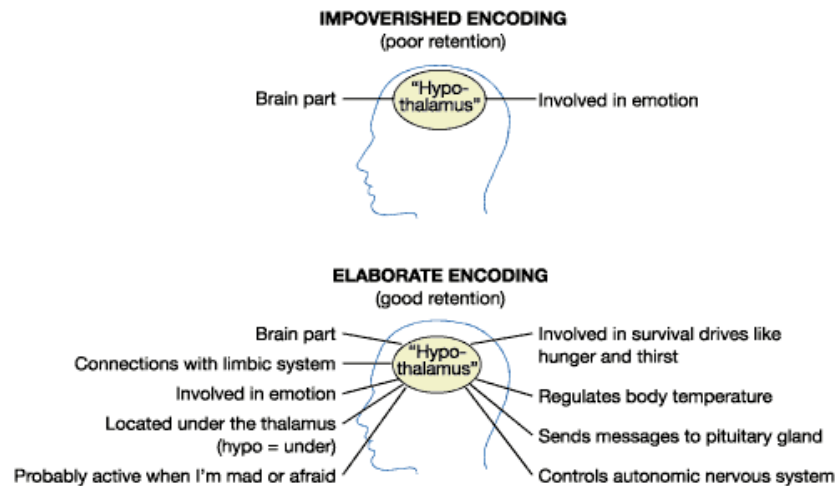 IMPOVERISHED ENCODING
(poor retention)
Brain part
"Hypo-
thalamus"
Involved in emotion
ELABORATE ENCODING
(good retention)
Brain part
Connections with limbic system
Involved in emotion
Located under the thalamus
(hypo = under)
Probably active when I'm mad or afraid
"Hypo-
thalamus"
Involved in survival drives like
hunger and thirst
Regulates body temperature
Sends messages to pituitary gland
Controls autonomic nervous system